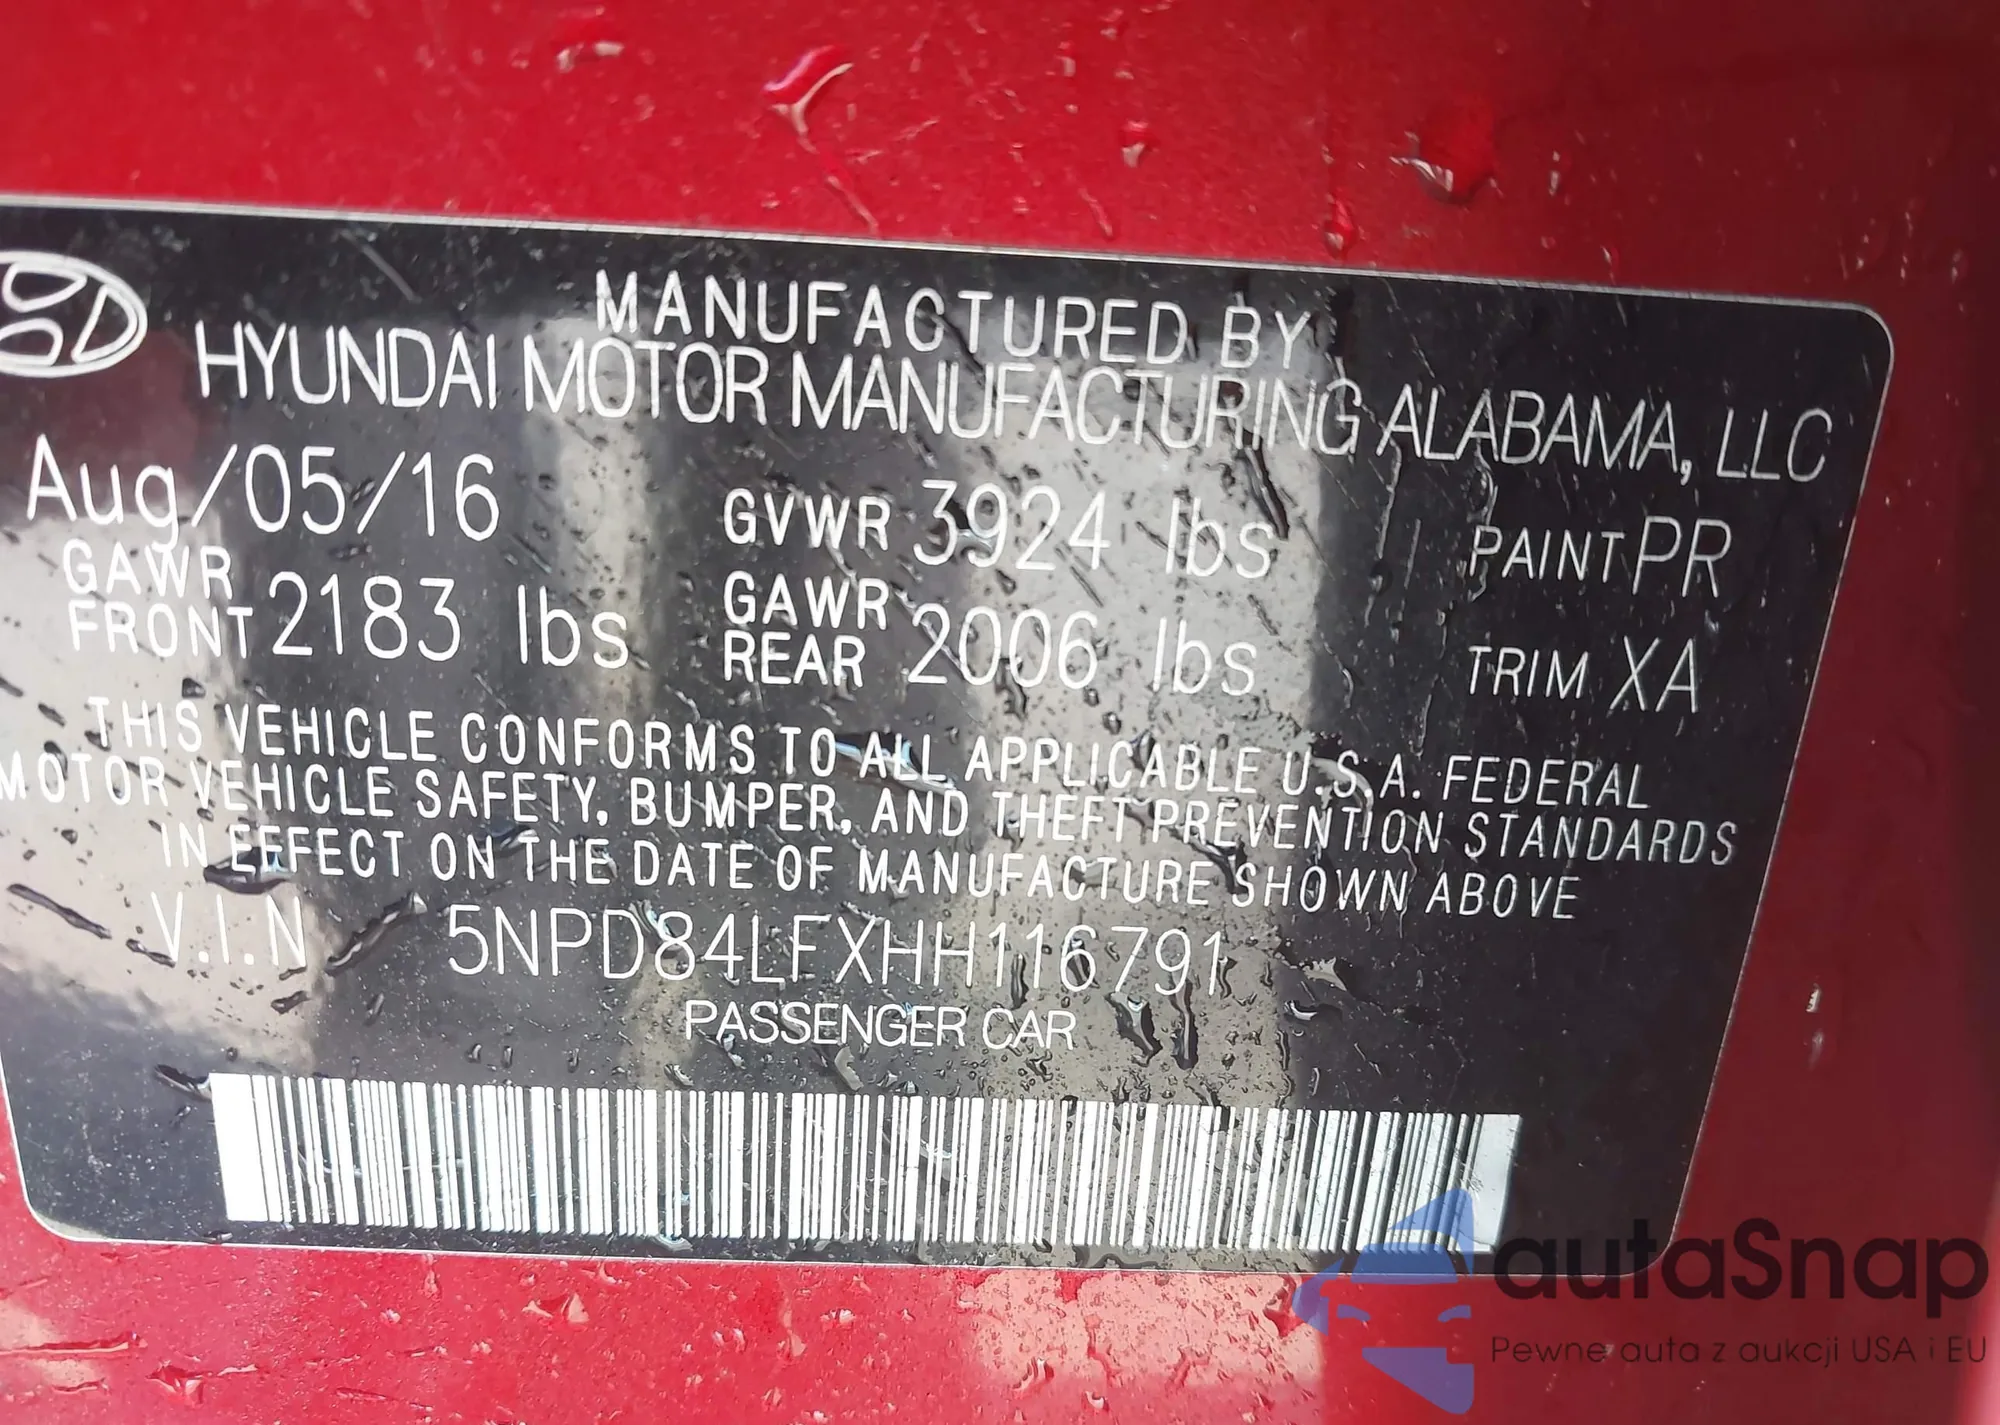 MANUFACTURED BY
HYUNDAI MOTOR MANUFACTURING ALABAMA, LLC
Aug/05/16 GVWR 3924 lbs PAINT PR
GAWR FRONT 2183 lbs GAWR REAR 2006 lbs TRIM XA
THIS VEHICLE CONFORMS TO ALL APPLICABLE U.S.A. FEDERAL
MOTOR VEHICLE SAFETY, BUMPER, AND THEFT PREVENTION STANDARDS
IN EFFECT ON THE DATE OF MANUFACTURE SHOWN ABOVE
V.I.N 5NPD84LFXHH116791
PASSENGER CAR
autaSnap
Pewne auta z aukcji USA i EU